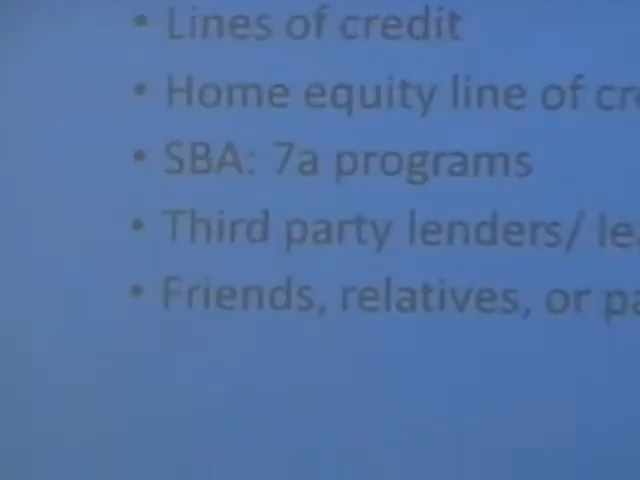 • Lines of credit
• Home equity line of
• SBA: 7a programs
• Third party lenders/
• Friends, relatives, or